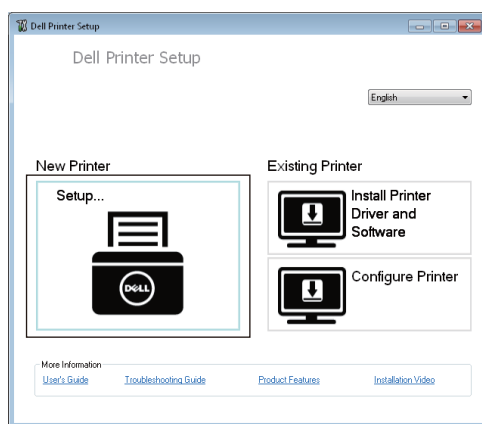 Dell Printer Setup
Dell Printer Setup
English
New Printer
Existing Printer
Setup...
DELL
Install Printer
Driver and
Software
Configure Printer
More Information
User's Guide
Troubleshooting Guide
Product Features
Installation Video